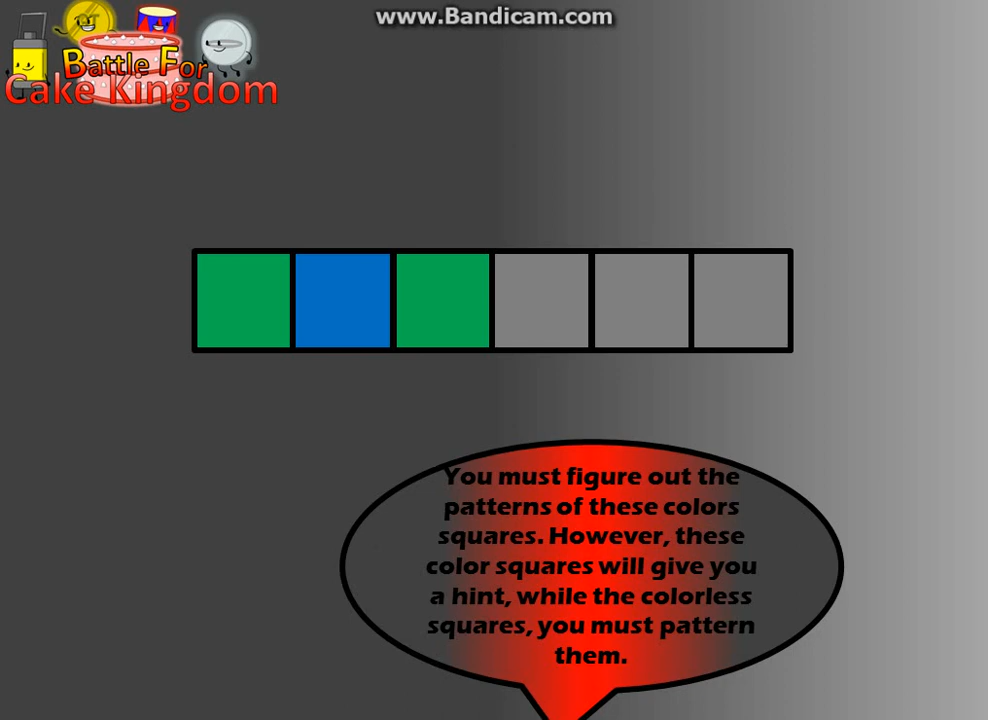 www.Bandicam.com
Battle For
Cake Kingdom
You must figure out the
patterns of these colors
squares. However, these
color squares will give you
a hint, while the colorless
squares, you must pattern
them.